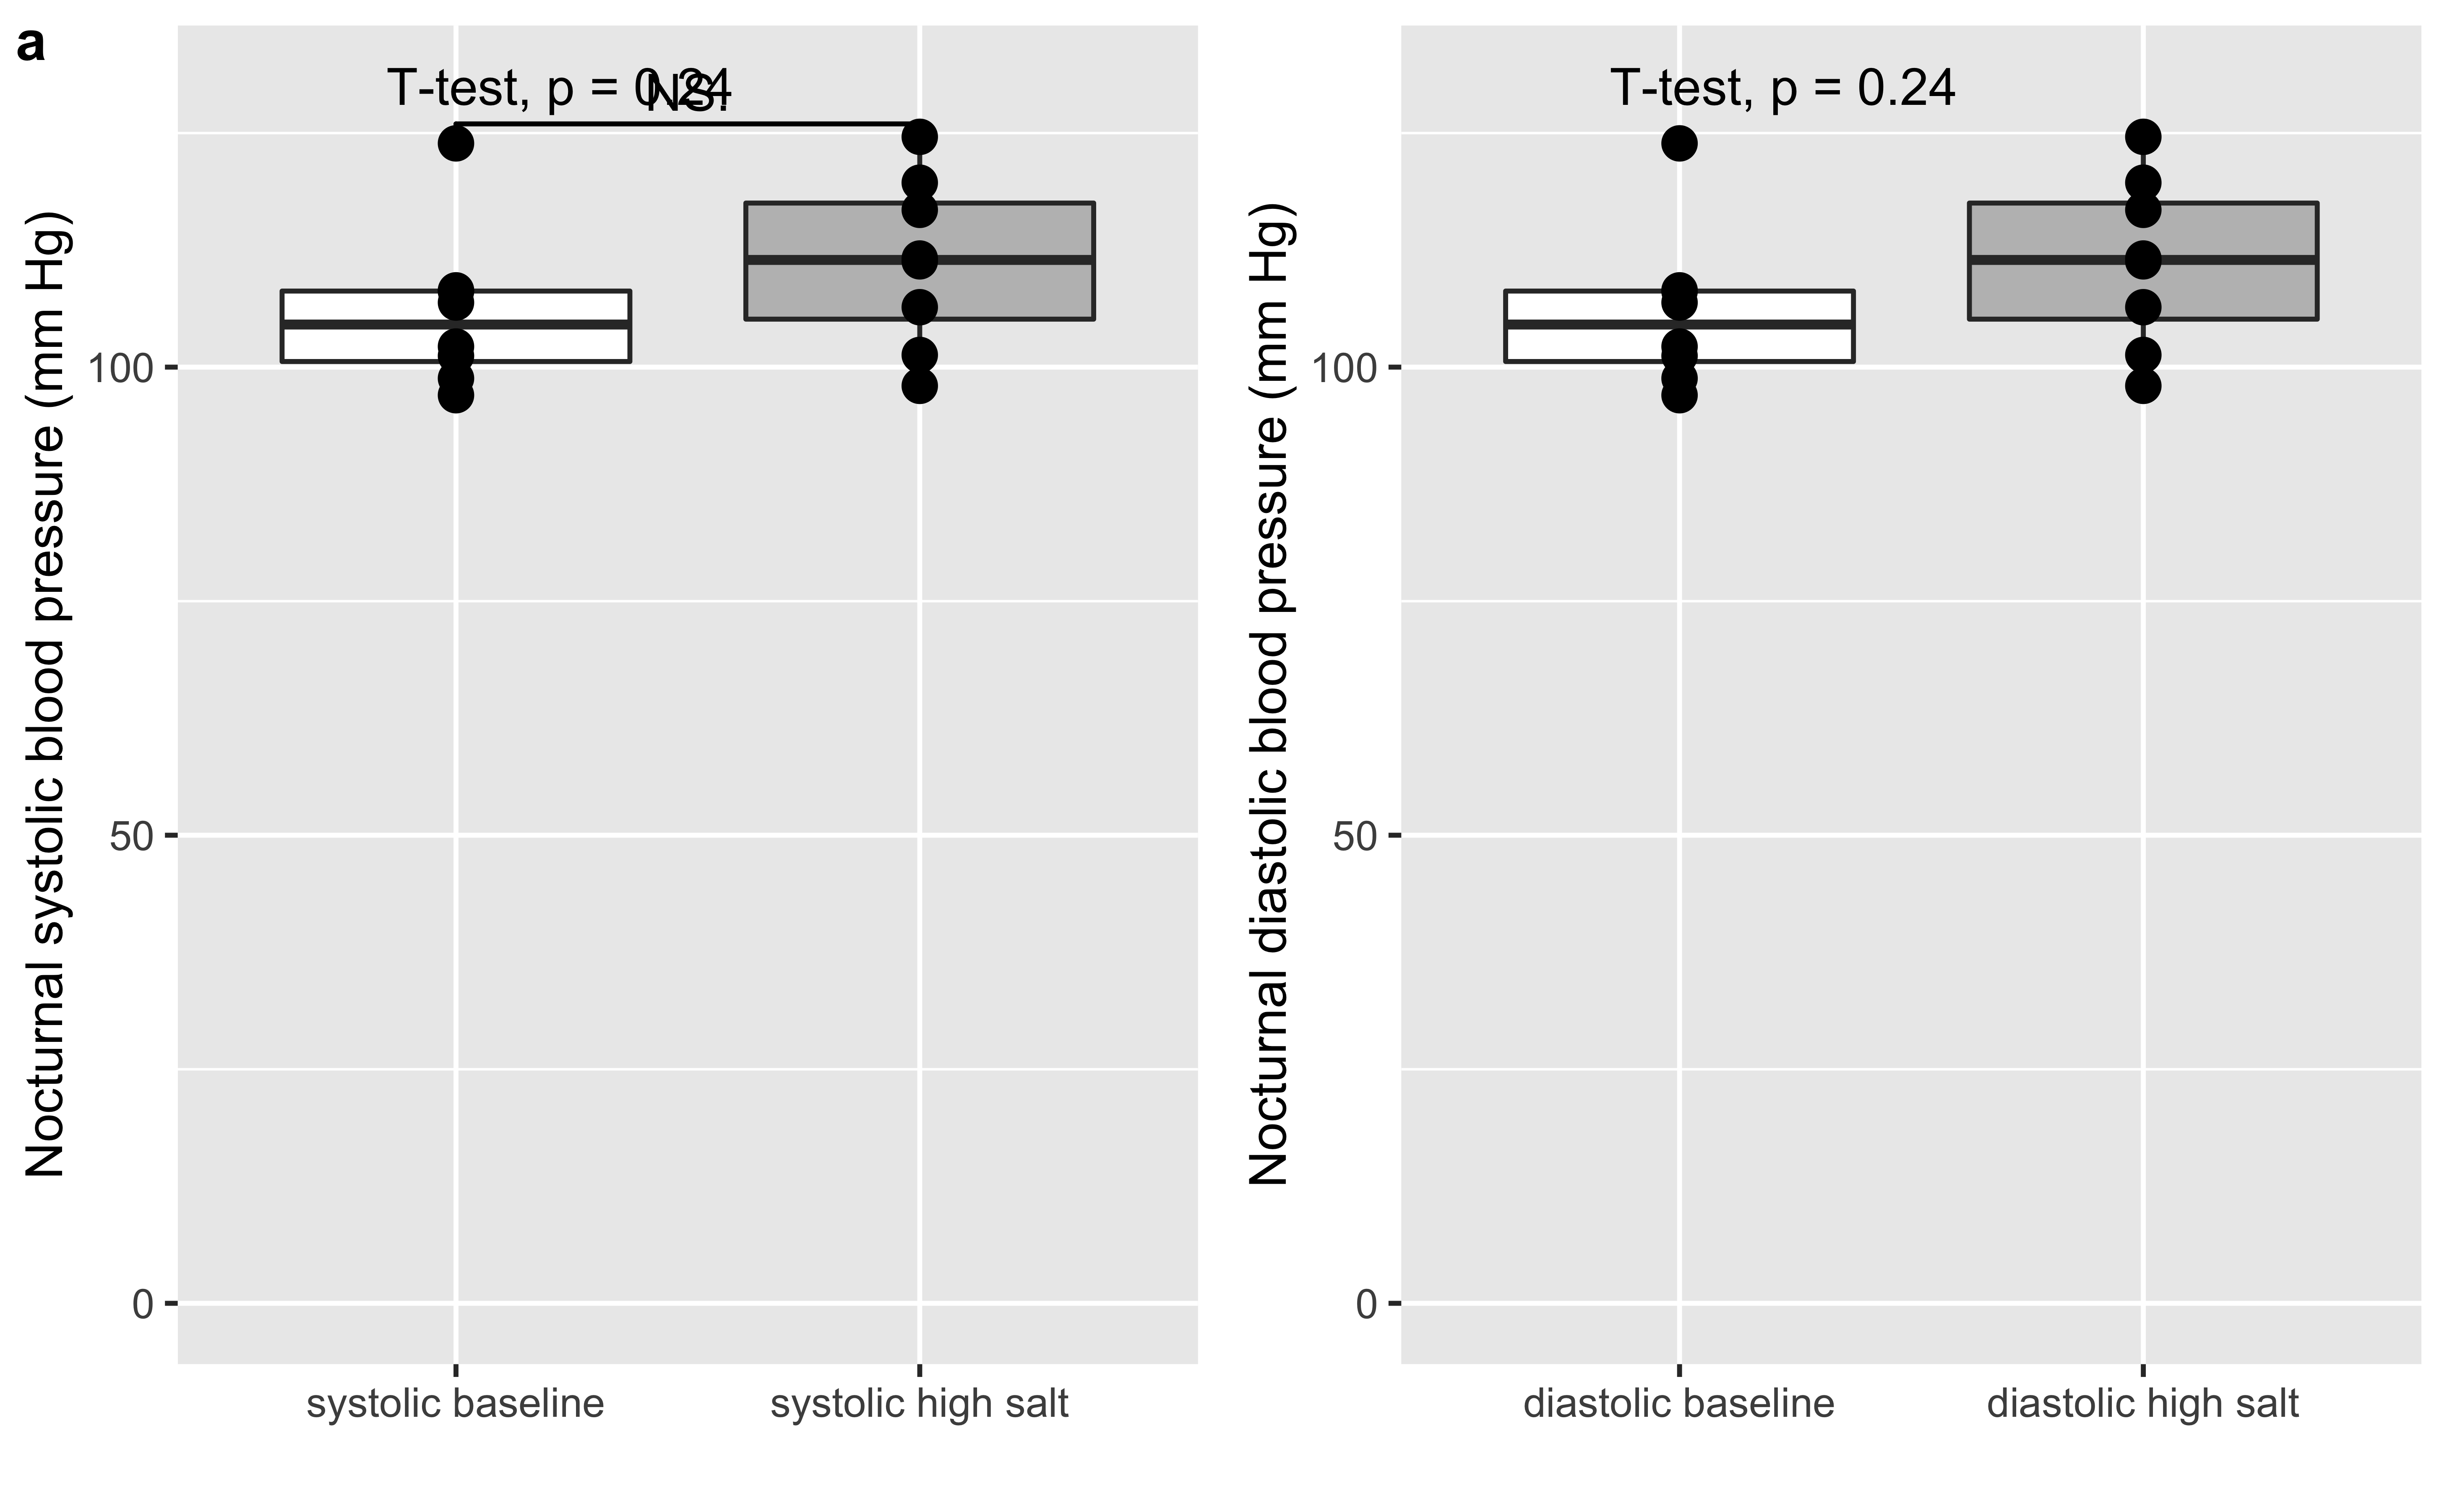 a
T-test, p = 0.24
NS.
Nocturnal systolic blood pressure (mm Hg)
100
50
0
systolic baseline
systolic high salt
T-test, p = 0.24
Nocturnal diastolic blood pressure (mm Hg)
100
50
0
diastolic baseline
diastolic high salt